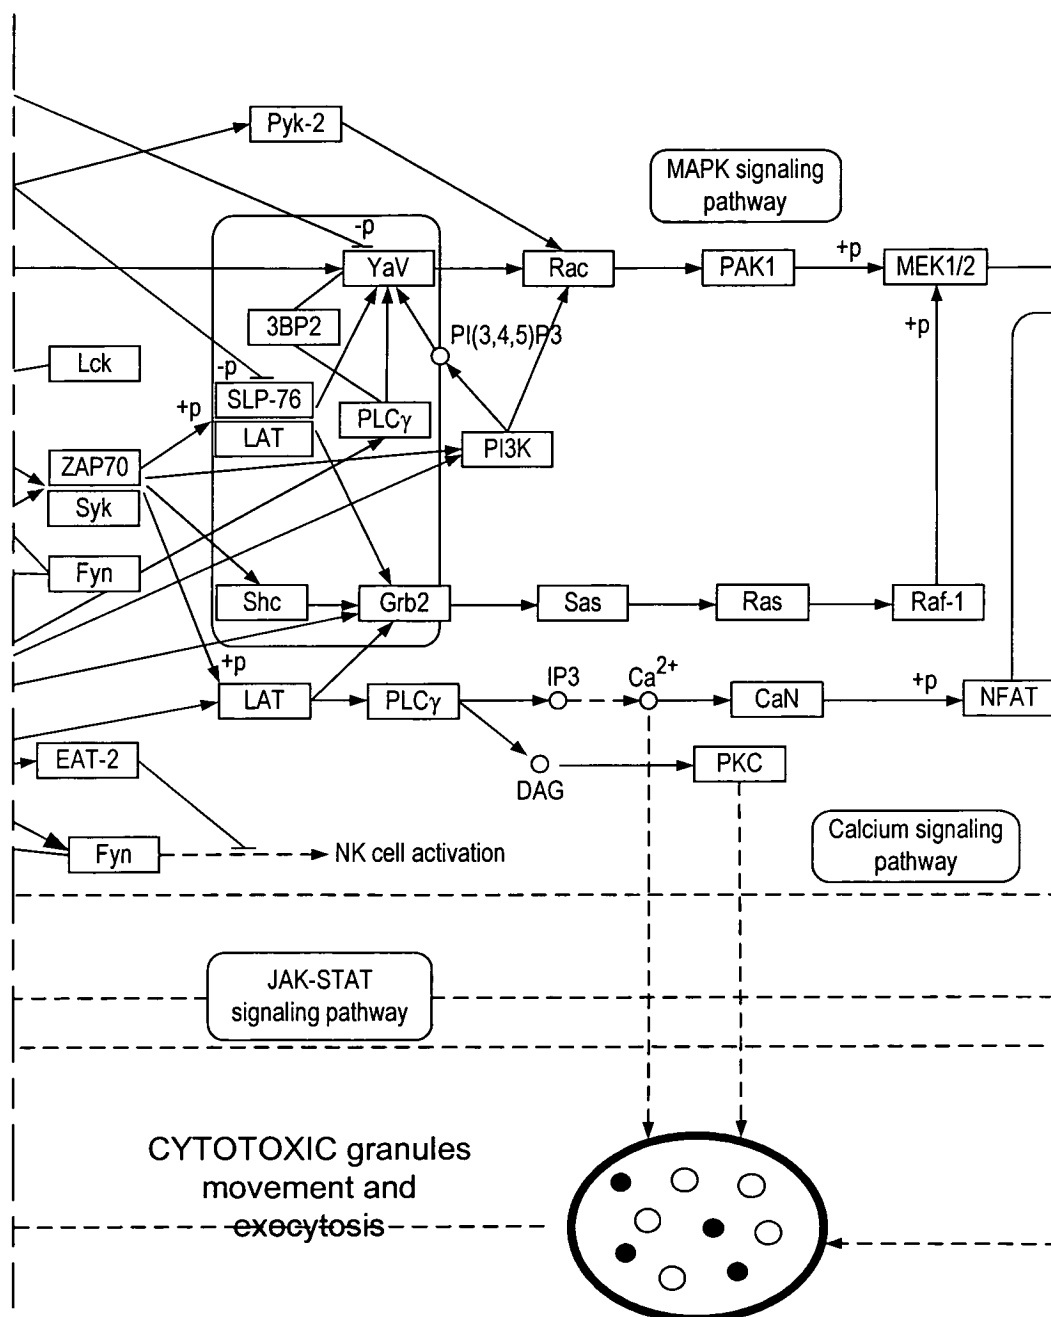 Pyk-2
MAPK signaling
pathway
-p
YaV
Rac
PAK1
+p
MEK1/2
3BP2
PI(3,4,5)P3
+p
Lck
-p
SLP-76
+p
LAT
PLCγ
PI3K
ZAP70
Syk
Fyn
Shc
Grb2
Sas
Ras
Raf-1
+p
LAT
PLCγ
IP3
Ca2+
CaN
+p
NFAT
EAT-2
DAG
PKC
Fyn
NK cell activation
Calcium signaling
pathway
JAK-STAT
signaling pathway
CYTOTOXIC granules
movement and
exocytosis